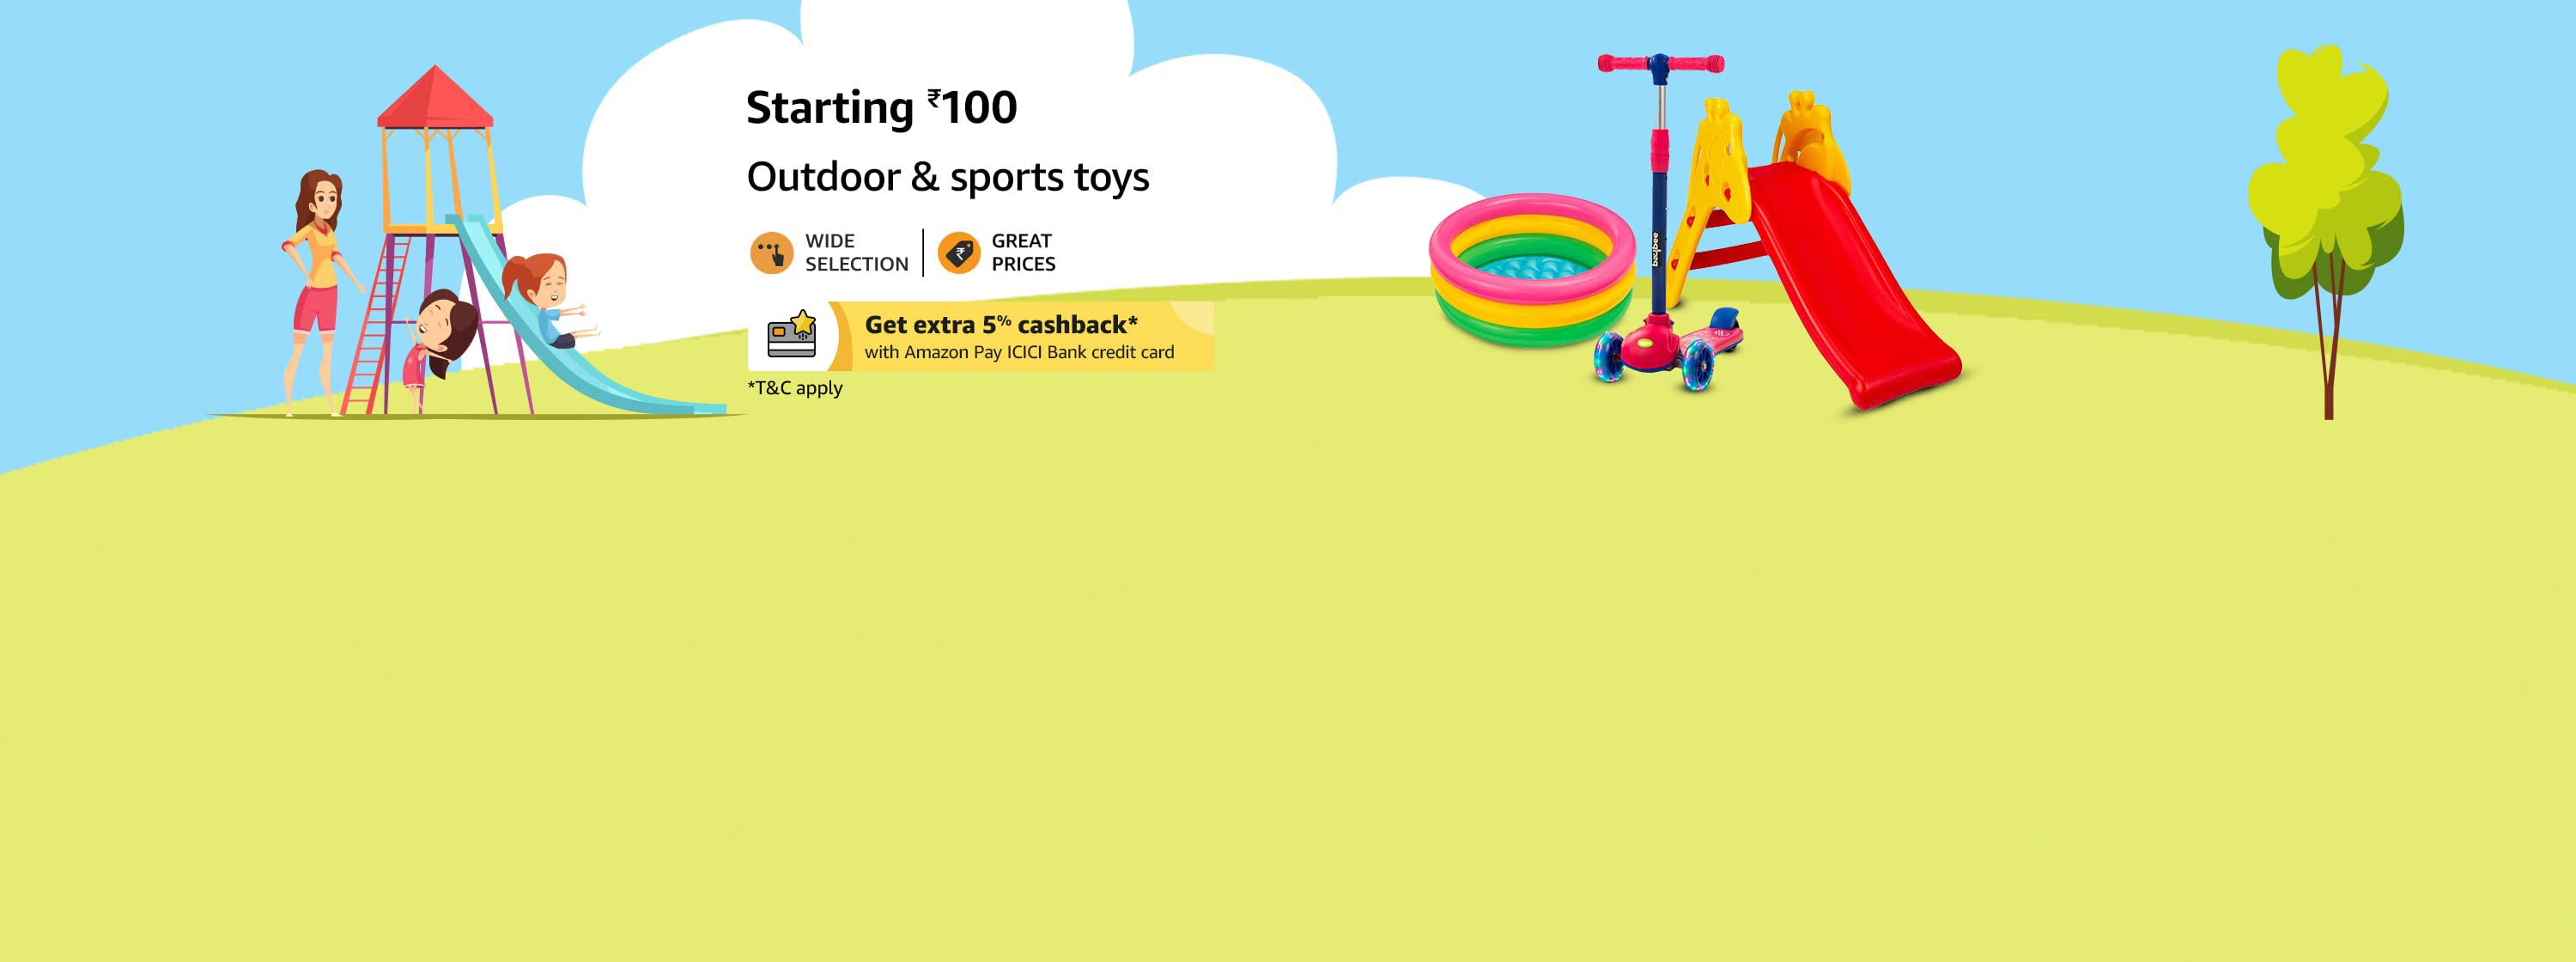 Starting ₹100
Outdoor & sports toys
WIDE
SELECTION
GREAT
PRICES
Get extra 5% cashback*
with Amazon Pay ICICI Bank credit card
*T&C apply
baybee